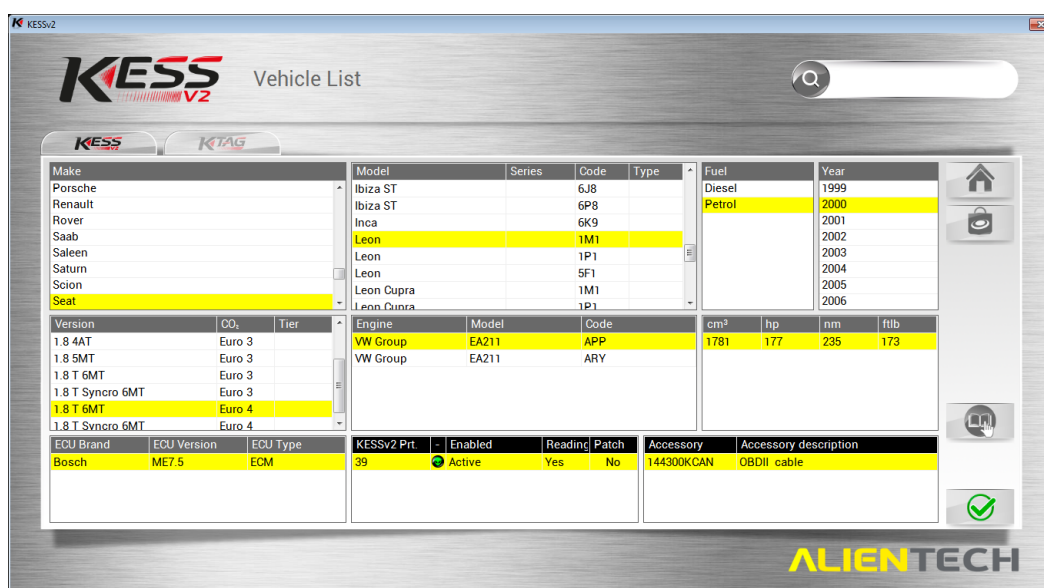 KESSv2
KESS V2
Vehicle List
KESS V2
K-TAG
Make
Porsche
Renault
Rover
Saab
Saleen
Saturn
Scion
Seat
Model Series Code Type
Ibiza ST 6J8
Ibiza ST 6P8
Inca 6K9
Leon 1M1
Leon 1P1
Leon 5F1
Leon Cupra 1M1
Leon Cupra 1P1
Fuel
Diesel
Petrol
Year
1999
2000
2001
2002
2003
2004
2005
2006
Version CO₂ Tier
1.8 4AT Euro 3
1.8 5MT Euro 3
1.8 T 6MT Euro 3
1.8 T Syncro 6MT Euro 3
1.8 T 6MT Euro 4
1.8 T Syncro 6MT Euro 4
Engine Model Code
VW Group EA211 APP
VW Group EA211 ARY
cm³ hp nm ftlb
1781 177 235 173
ECU Brand ECU Version ECU Type
Bosch ME7.5 ECM
KESSv2 Prt. - Enabled Reading Patch
39 Active Yes No
Accessory Accessory description
144300KCAN OBDII cable
ALIENTECH